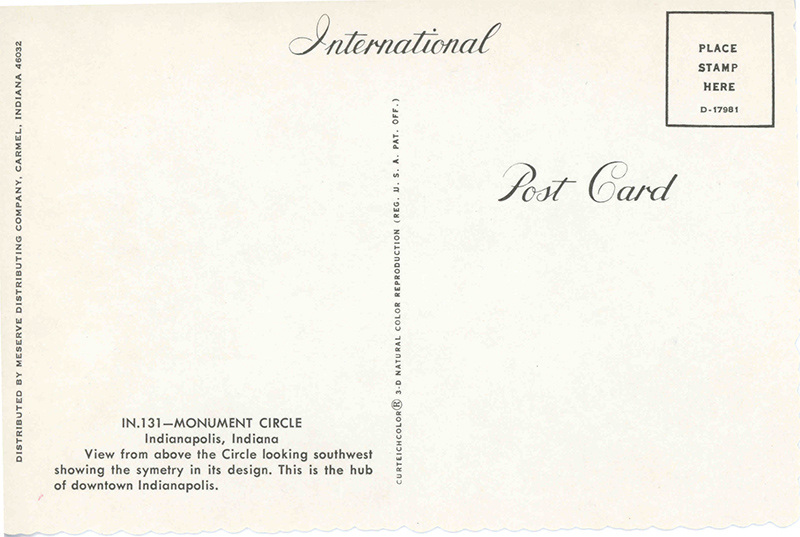 International
PLACE
STAMP
HERE
D-17981
Post Card
DISTRIBUTED BY MESERVE DISTRIBUTING COMPANY, CARMEL, INDIANA 46032
CURTEICHCOLOR® 3-D NATURAL COLOR REPRODUCTION (REG. U. S. A. PAT. OFF.)
IN.131—MONUMENT CIRCLE
Indianapolis, Indiana
View from above the Circle looking southwest
showing the symetry in its design. This is the hub
of downtown Indianapolis.